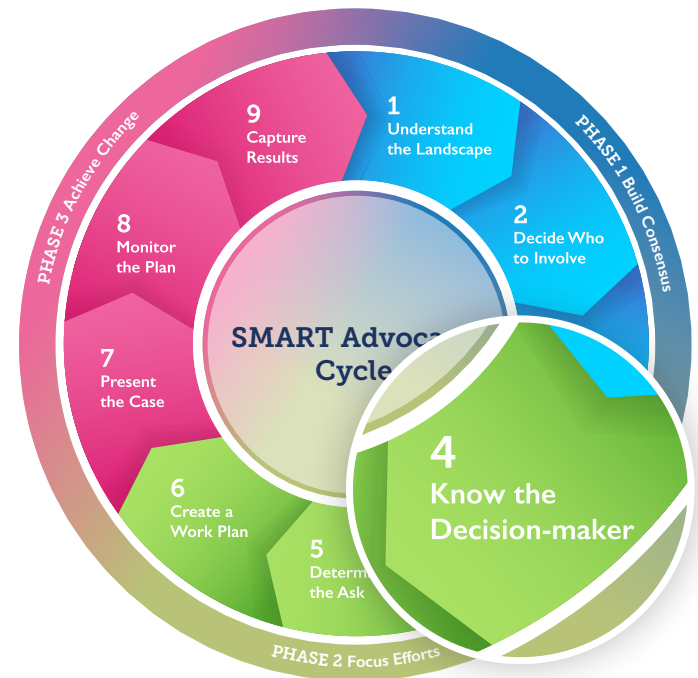 PHASE 1 Build Consensus
PHASE 2 Focus Efforts
PHASE 3 Achieve Change
SMART
Cycle
1
Understand
the Landscape
2
Decide Who
to Involve
4
Know the
Decision-maker
5
the Ask
6
Create a
Work Plan
7
Present
the Case
8
Monitor
the Plan
9
Capture
Results